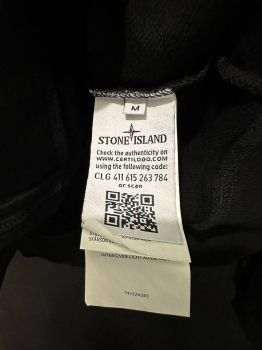 M
STONE ISLAND
Check the authenticity on
WWW.CERTILOGO.COM
using the following code:
CLG 411 615 263 784
or scan